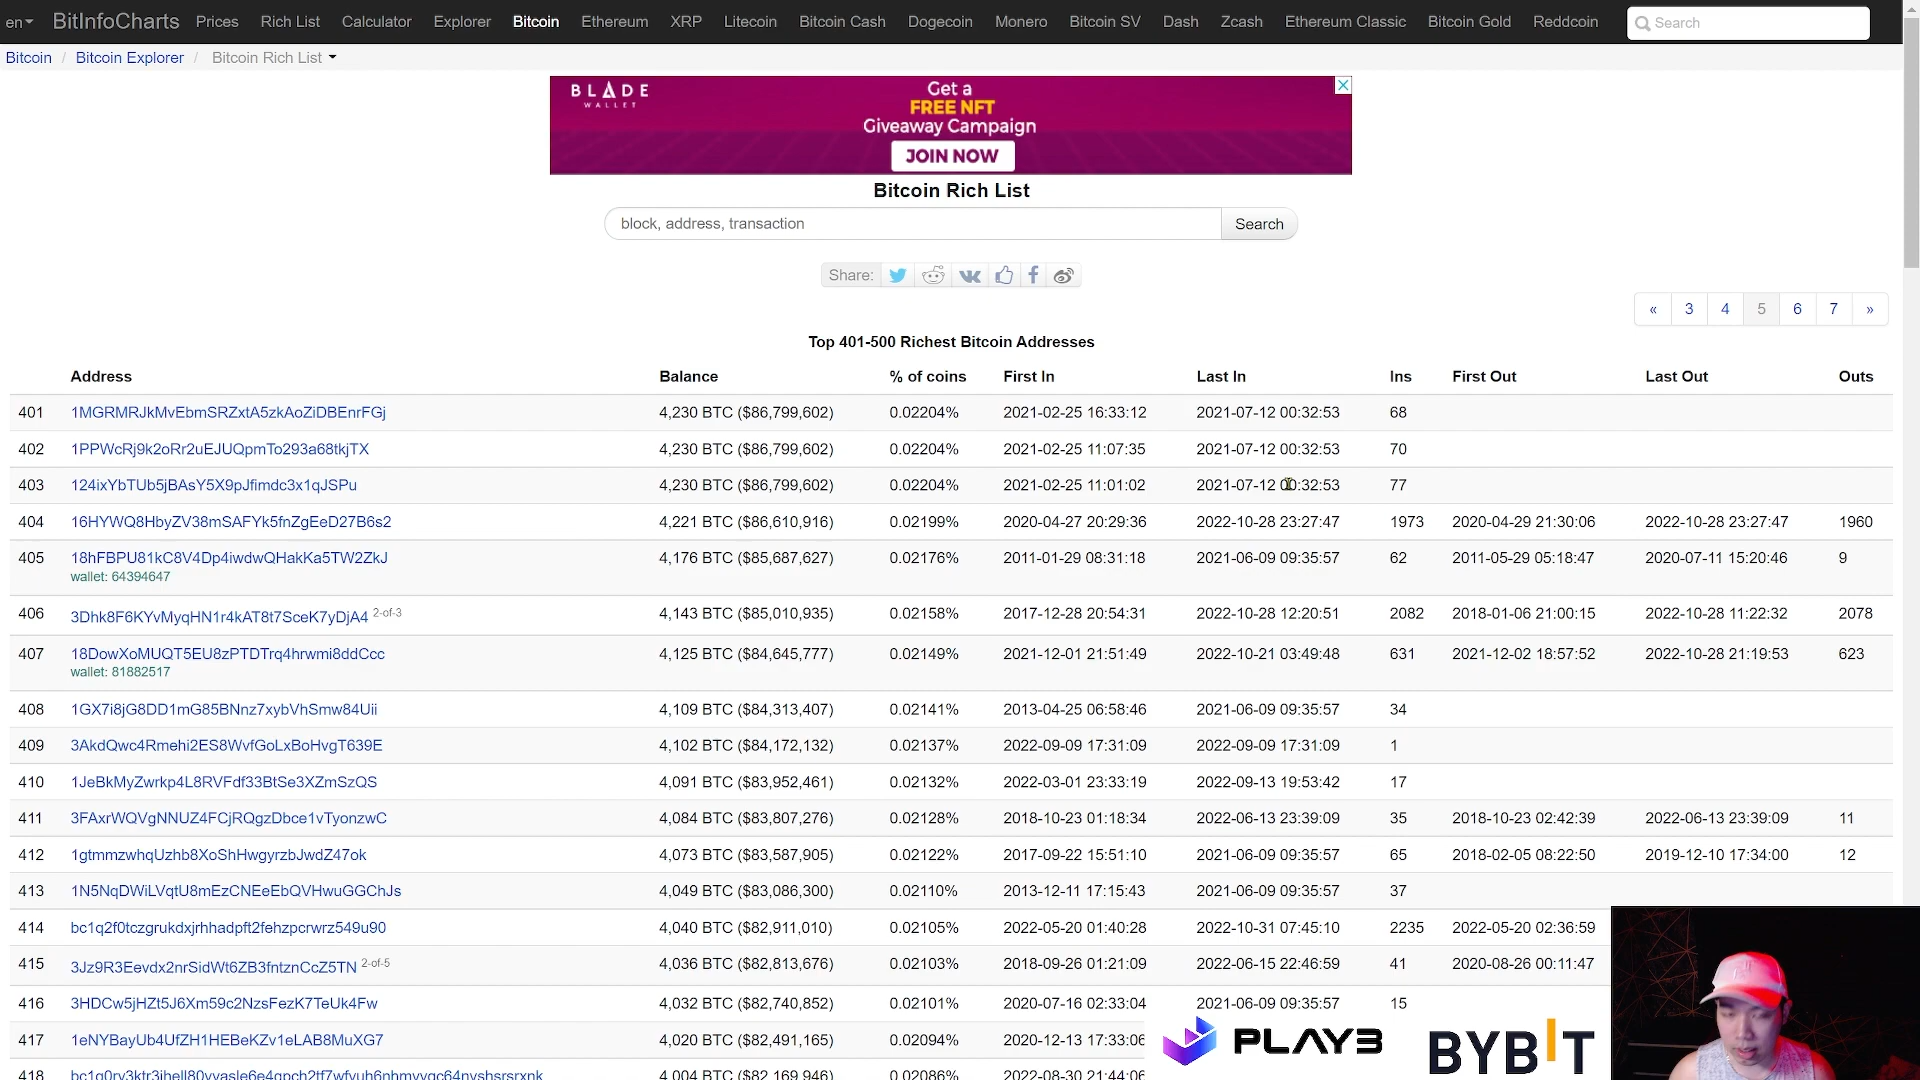 en BitInfoCharts Prices Rich List Calculator Explorer Bitcoin Ethereum XRP Litecoin Bitcoin Cash Dogecoin Monero Bitcoin SV Dash Zcash Ethereum Classic Bitcoin Gold Reddcoin Search
Bitcoin / Bitcoin Explorer / Bitcoin Rich List
BLADE
WALLET
Get a
FREE NFT
Giveaway Campaign
JOIN NOW
Bitcoin Rich List
block, address, transaction Search
Share:
« 3 4 5 6 7 »
Top 401-500 Richest Bitcoin Addresses
Address Balance % of coins First In Last In Ins First Out Last Out Outs
401 1MGRMRJkMvEbmSRZxtA5zkAoZiDBEnrFGj 4,230 BTC ($86,799,602) 0.02204% 2021-02-25 16:33:12 2021-07-12 00:32:53 68
402 1PPWcRj9k2oRr2uEJUQpmTo293a68tkjTX 4,230 BTC ($86,799,602) 0.02204% 2021-02-25 11:07:35 2021-07-12 00:32:53 70
403 124ixYbTUb5jBAsY5X9pJfimdc3x1qJSPu 4,230 BTC ($86,799,602) 0.02204% 2021-02-25 11:01:02 2021-07-12 00:32:53 77
404 16HYWQ8HbyZV38mSAFYk5fnZgEeD27B6s2 4,221 BTC ($86,610,916) 0.02199% 2020-04-27 20:29:36 2022-10-28 23:27:47 1973 2020-04-29 21:30:06 2022-10-28 23:27:47 1960
405 18hFBPU81kC8V4Dp4iwdwQHakKa5TW2ZkJ 4,176 BTC ($85,687,627) 0.02176% 2011-01-29 08:31:18 2021-06-09 09:35:57 62 2011-05-29 05:18:47 2020-07-11 15:20:46 9
wallet: 64394647
406 3Dhk8F6KYvMyqHN1r4kAT8t7SceK7yDjA4 2-of-3 4,143 BTC ($85,010,935) 0.02158% 2017-12-28 20:54:31 2022-10-28 12:20:51 2082 2018-01-06 21:00:15 2022-10-28 11:22:32 2078
407 18DowXoMUQT5EU8zPTDTrq4hrwmi8ddCcc 4,125 BTC ($84,645,777) 0.02149% 2021-12-01 21:51:49 2022-10-21 03:49:48 631 2021-12-02 18:57:52 2022-10-28 21:19:53 623
wallet: 81882517
408 1GX7i8jG8DD1mG85BNnz7xybVhSmw84Uii 4,109 BTC ($84,313,407) 0.02141% 2013-04-25 06:58:46 2021-06-09 09:35:57 34
409 3AkdQwc4Rmehi2ES8WvfGoLxBoHvgT639E 4,102 BTC ($84,172,132) 0.02137% 2022-09-09 17:31:09 2022-09-09 17:31:09 1
410 1JeBkMyZwrkp4L8RVFdf33BtSe3XZmSzQS 4,091 BTC ($83,952,461) 0.02132% 2022-03-01 23:33:19 2022-09-13 19:53:42 17
411 3FAxrWQVgNNUZ4FCjRQgzDbce1vTyonzwC 4,084 BTC ($83,807,276) 0.02128% 2018-10-23 01:18:34 2022-06-13 23:39:09 35 2018-10-23 02:42:39 2022-06-13 23:39:09 11
412 1gtmmzwhqUzhb8XoShHwgyrzbJwdZ47ok 4,073 BTC ($83,587,905) 0.02122% 2017-09-22 15:51:10 2021-06-09 09:35:57 65 2018-02-05 08:22:50 2019-12-10 17:34:00 12
413 1N5NqDWiLVqtU8mEzCNEeEbQVHwuGGChJs 4,049 BTC ($83,086,300) 0.02110% 2013-12-11 17:15:43 2021-06-09 09:35:57 37
414 bc1q2f0tczgrukdxjrhhadpft2fehzpcrwrz549u90 4,040 BTC ($82,911,010) 0.02105% 2022-05-20 01:40:28 2022-10-31 07:45:10 2235 2022-05-20 02:36:59
415 3Jz9R3Eevdx2nrSidWt6ZB3fntznCcZ5TN 2-of-5 4,036 BTC ($82,813,676) 0.02103% 2018-09-26 01:21:09 2022-06-15 22:46:59 41 2020-08-26 00:11:47
416 3HDCw5jHZt5J6Xm59c2NzsFezK7TeUk4Fw 4,032 BTC ($82,740,852) 0.02101% 2020-07-16 02:33:04 2021-06-09 09:35:57 15
417 1eNYBayUb4UfZH1HEBeKZv1eLAB8MuXG7 4,020 BTC ($82,491,165) 0.02094% 2020-12-13 17:33:06
418 4,004 BTC ($82,169,946) 0.02086% 2022-08-30 21:44:06
PLAY3 BYBIT